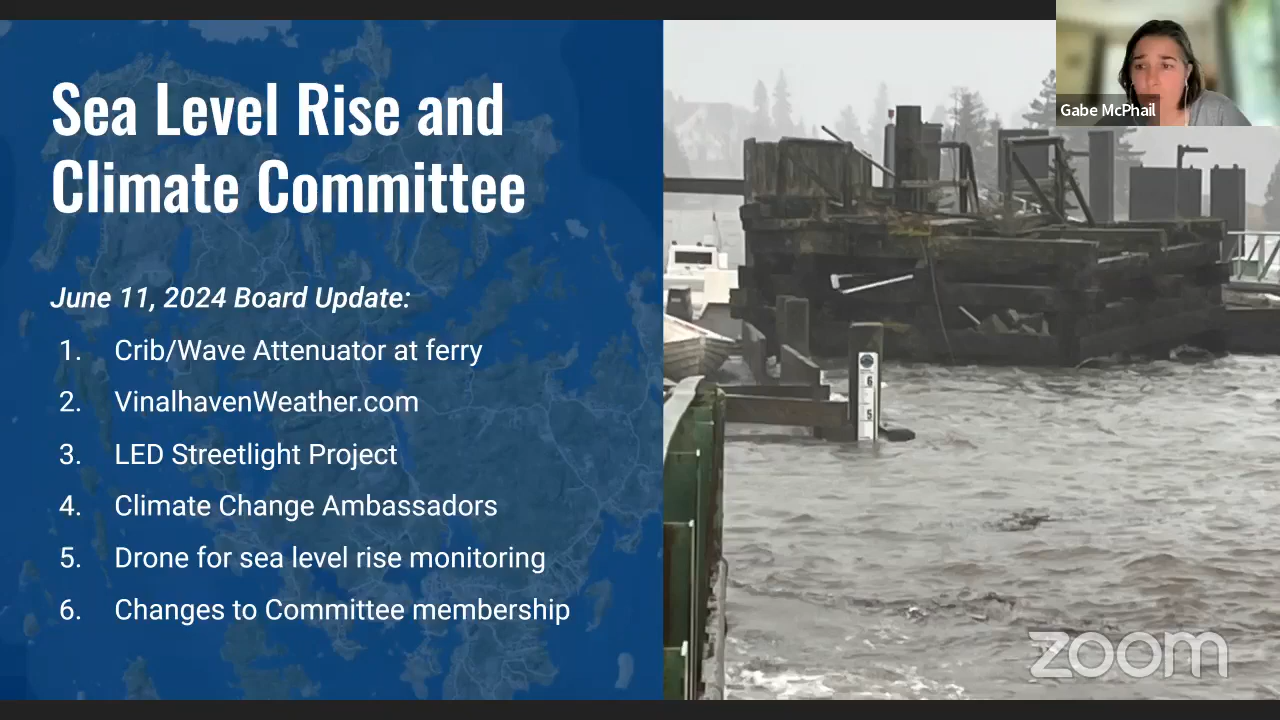 Sea Level Rise and
Climate Committee
June 11, 2024 Board Update:
1. Crib/Wave Attenuator at ferry
2. VinalhavenWeather.com
3. LED Streetlight Project
4. Climate Change Ambassadors
5. Drone for sea level rise monitoring
6. Changes to Committee membership
Gabe McPhail
6
5
zoom